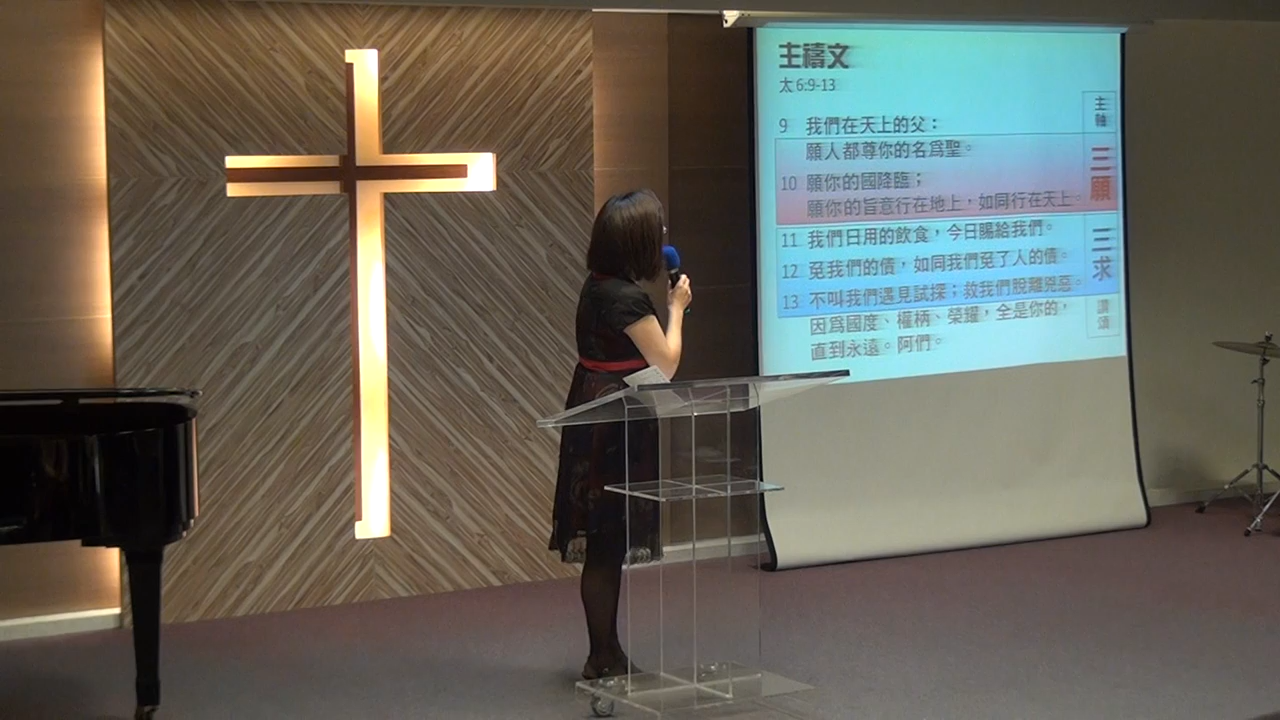 主禱文
太 6:9-13
主軸
9 我們在天上的父：
願人都尊你的名為聖。
10 願你的國降臨；
願你的旨意行在地上，如同行在天上。
三願
11 我們日用的飲食，今日賜給我們。
12 免我們的債，如同我們免了人的債。
13 不叫我們遇見試探；救我們脫離兇惡。
三求
因為國度、權柄、榮耀，全是你的，
直到永遠。阿們。
頌